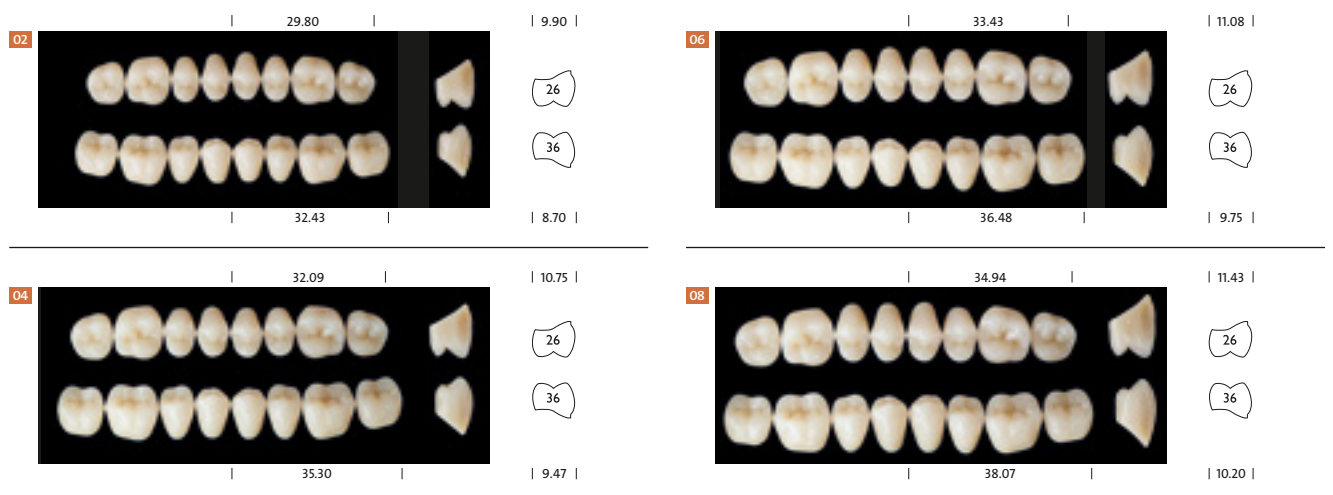 | 29.80 | | 9.90 |
02
26
36
| 32.43 | | 8.70 |
| 33.43 | | 11.08 |
06
26
36
| 36.48 | | 9.75 |
| 32.09 | | 10.75 |
04
26
36
| 35.30 | | 9.47 |
| 34.94 | | 11.43 |
08
26
36
| 38.07 | | 10.20 |